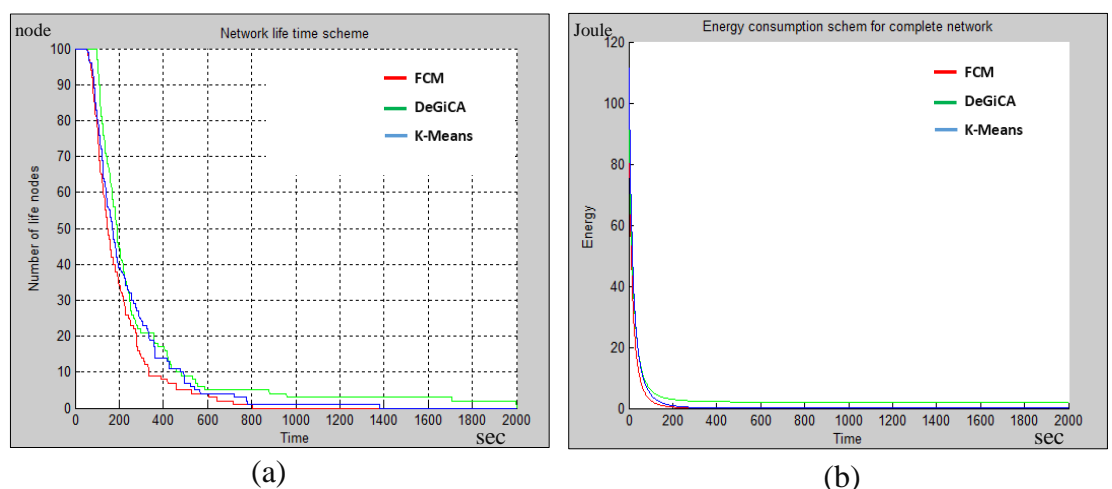 node
Network life time scheme
100
90
80
70
60
50
40
30
20
10
0
Number of life nodes
FCM
DeGiCA
K-Means
0 200 400 600 800 1000 1200 1400 1600 1800 2000
Time
sec
(a)
Joule
Energy consumption schem for complete network
120
100
80
60
40
20
0
Energy
FCM
DeGiCA
K-Means
0 200 400 600 800 1000 1200 1400 1600 1800 2000
Time
sec
(b)